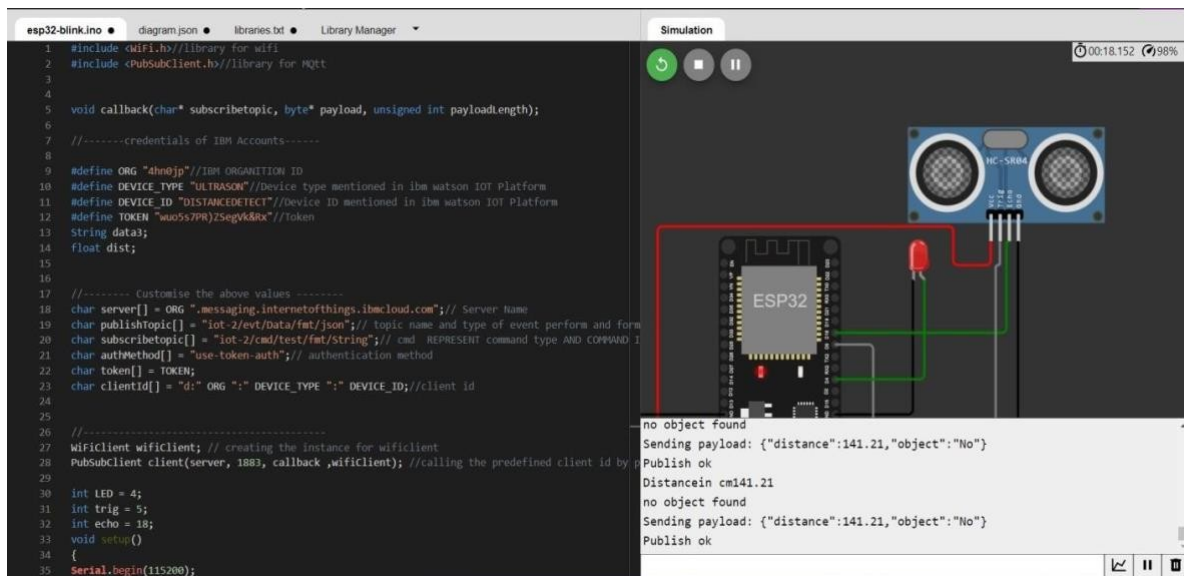 esp32-blink.ino ● diagram.json ● libraries.txt ● Library Manager
1 #include <WiFi.h>//library for wifi
2 #include <PubSubClient.h>//library for MQtt
3
4
5 void callback(char* subscribetopic, byte* payload, unsigned int payloadLength);
6
7 //-------credentials of IBM Accounts------
8
9 #define ORG "4hn0jp"//IBM ORGANITION ID
10 #define DEVICE_TYPE "ULTRASON"//Device type mentioned in ibm watson IOT Platform
11 #define DEVICE_ID "DISTANCEDETECT"//Device ID mentioned in ibm watson IOT Platform
12 #define TOKEN "wuo5s7PR)ZSegVk&Rx"//Token
13 String data3;
14 float dist;
15
16
17 //-------- Customise the above values --------
18 char server[] = ORG ".messaging.internetofthings.ibmcloud.com";// Server Name
19 char publishTopic[] = "iot-2/evt/Data/fmt/json";// topic name and type of event perform and form
20 char subscribetopic[] = "iot-2/cmd/test/fmt/String";// cmd REPRESENT command type AND COMMAND I
21 char authMethod[] = "use-token-auth";// authentication method
22 char token[] = TOKEN;
23 char clientId[] = "d:" ORG ":" DEVICE_TYPE ":" DEVICE_ID;//client id
24
25
26 //-----------------------------------------
27 WiFiClient wifiClient; // creating the instance for wificlient
28 PubSubClient client(server, 1883, callback ,wifiClient); //calling the predefined client id by p
29
30 int LED = 4;
31 int trig = 5;
32 int echo = 18;
33 void setup()
34 {
35 Serial.begin(115200);
Simulation
00:18.152 98%
HC-SR04
Vcc
Trig
Echo
Gnd
ESP32
no object found
Sending payload: {"distance":141.21,"object":"No"}
Publish ok
Distancein cm141.21
no object found
Sending payload: {"distance":141.21,"object":"No"}
Publish ok